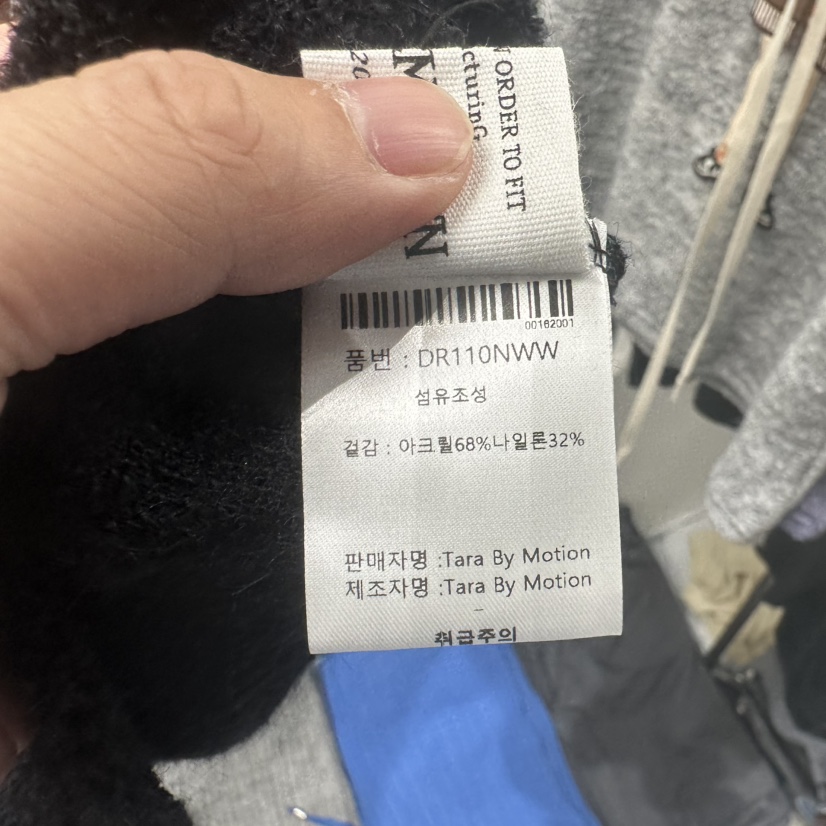 ORDER TO FIT
cturinG
00162001
품번 : DR110NWW
섬유조성
겉감 : 아크릴68%나일론32%
판매자명 :Tara By Motion
제조자명 :Tara By Motion
취급주의